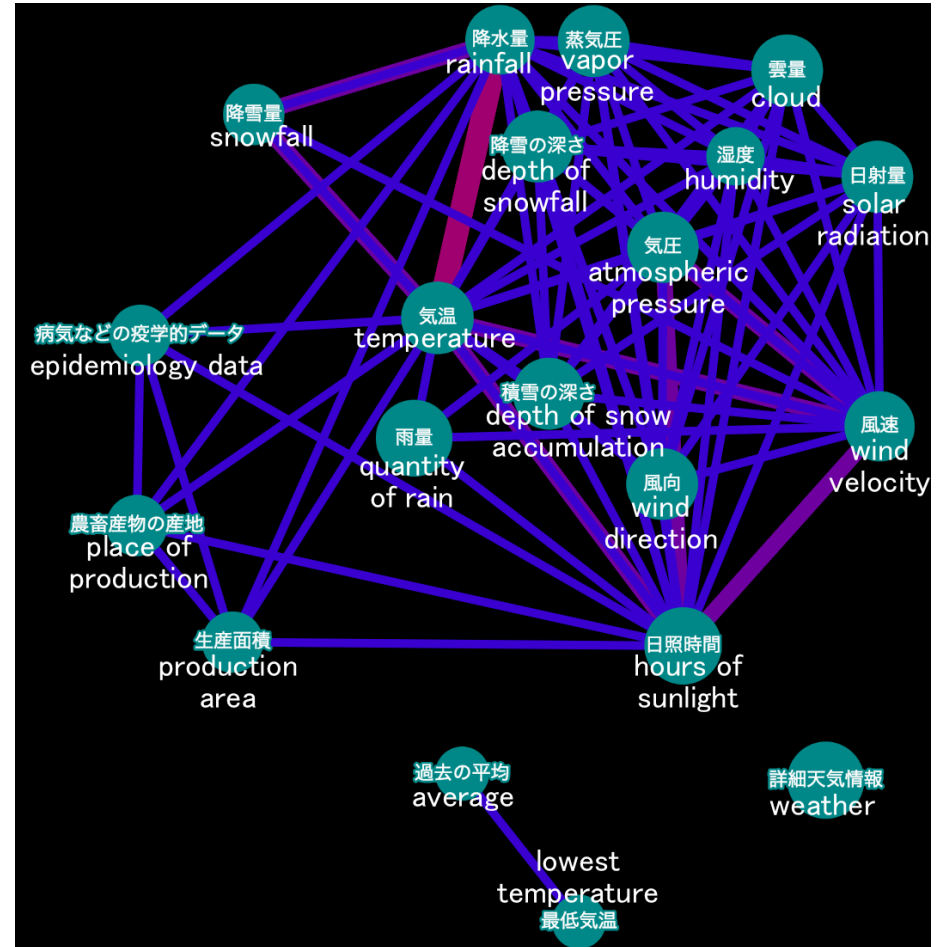 降水量
rainfall
蒸気圧
vapor
pressure
雲量
cloud
降雪量
snowfall
降雪の深さ
depth of
snowfall
湿度
humidity
日射量
solar
radiation
気圧
atmospheric
pressure
気温
temperature
病気などの疫学的データ
epidemiology data
積雪の深さ
depth of snow
accumulation
雨量
quantity
of rain
風速
wind
velocity
風向
wind
direction
農畜産物の産地
place of
production
生産面積
production
area
日照時間
hours of
sunlight
過去の平均
average
詳細天気情報
weather
lowest
temperature
最低気温